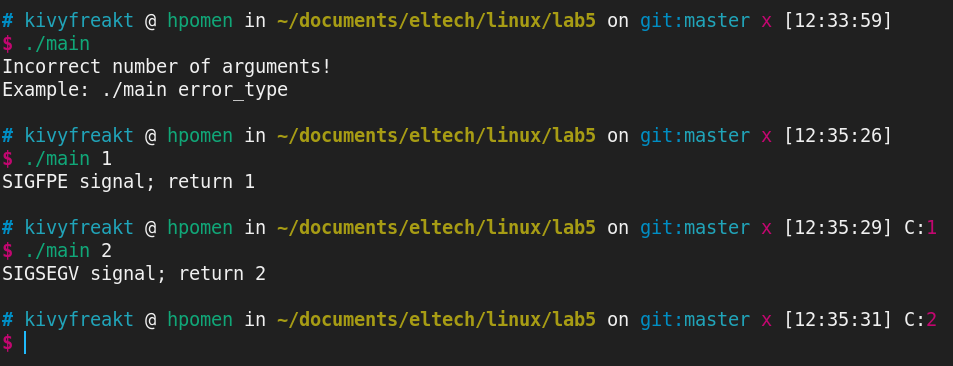 # kivyfreakt @ hpomen in ~/documents/eltech/linux/lab5 on git:master x [12:33:59]
$ ./main
Incorrect number of arguments!
Example: ./main error_type
# kivyfreakt @ hpomen in ~/documents/eltech/linux/lab5 on git:master x [12:35:26]
$ ./main 1
SIGFPE signal; return 1
# kivyfreakt @ hpomen in ~/documents/eltech/linux/lab5 on git:master x [12:35:29] C:1
$ ./main 2
SIGSEGV signal; return 2
# kivyfreakt @ hpomen in ~/documents/eltech/linux/lab5 on git:master x [12:35:31] C:2
$